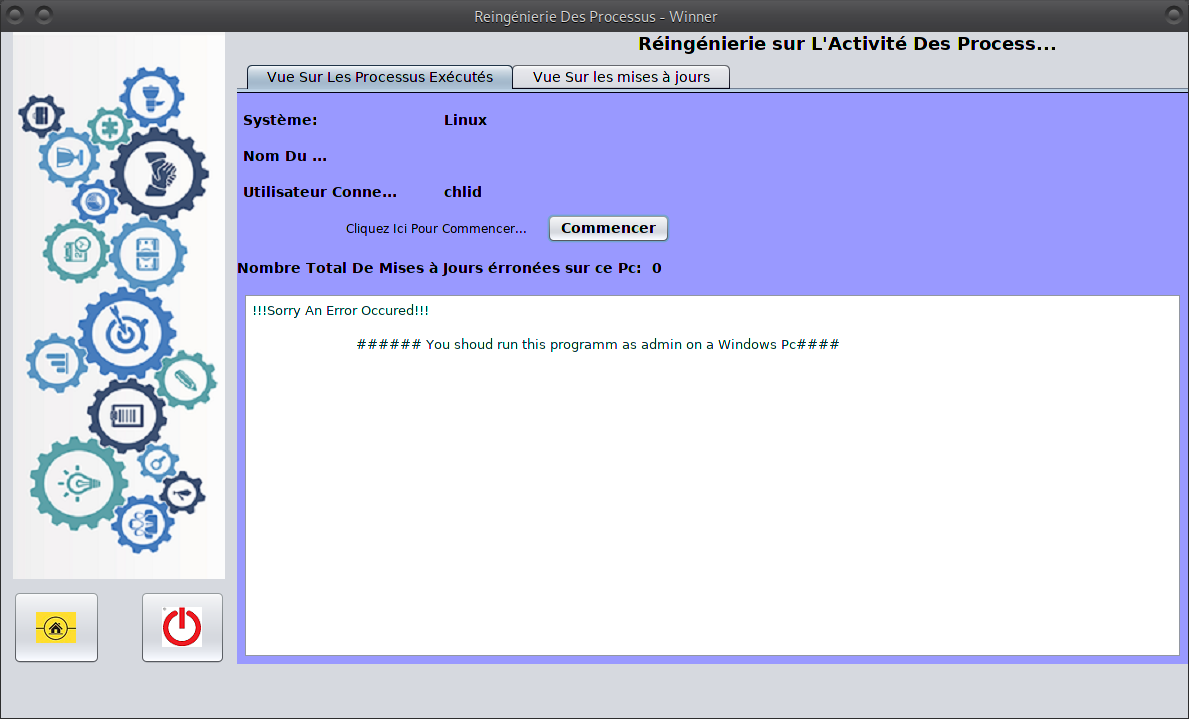 Reingénierie Des Processus - Winner
Réingénierie sur L'Activité Des Process...
Vue Sur Les Processus Exécutés
Vue Sur les mises à jours
Système: Linux
Nom Du ...
Utilisateur Conne... chlid
Cliquez Ici Pour Commencer... Commencer
Nombre Total De Mises à Jours érronées sur ce Pc: 0
!!!Sorry An Error Occured!!!
###### You shoud run this programm as admin on a Windows Pc####